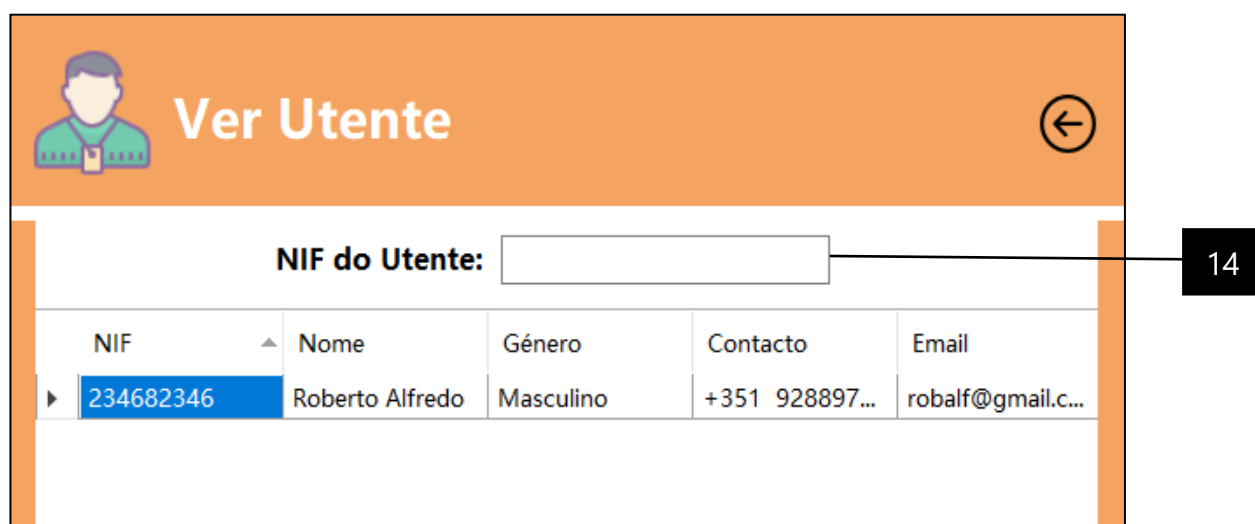 Ver Utente
NIF do Utente:
14
NIF Nome Género Contacto Email
234682346 Roberto Alfredo Masculino +351 928897... robalf@gmail.c...